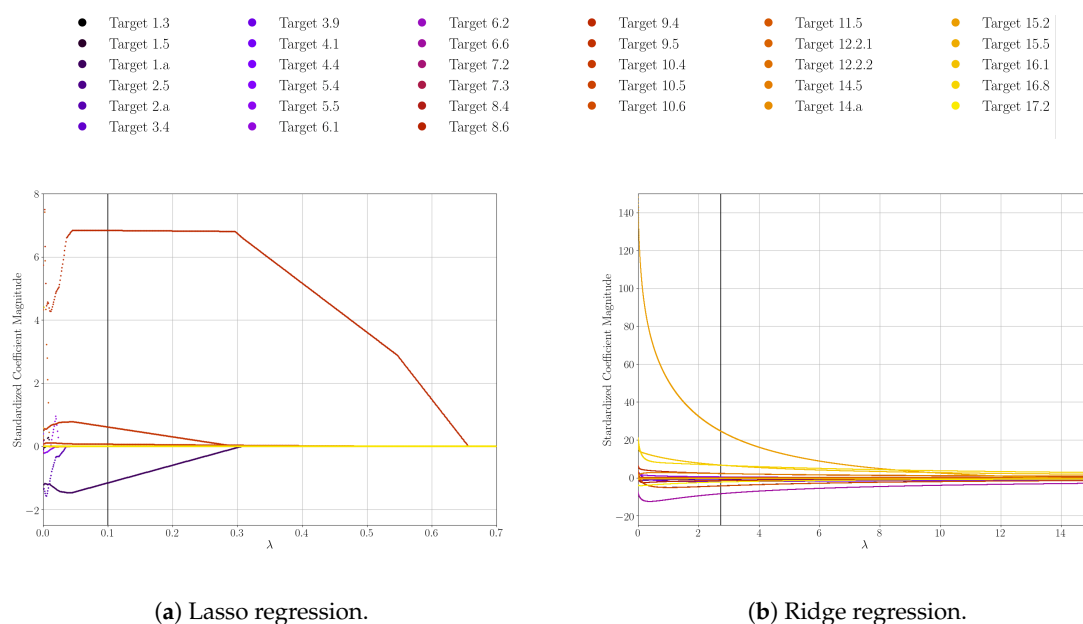 Target 1.3 Target 3.9 Target 6.2 Target 9.4 Target 11.5 Target 15.2
Target 1.5 Target 4.1 Target 6.6 Target 9.5 Target 12.2.1 Target 15.5
Target 1.a Target 4.4 Target 7.2 Target 10.4 Target 12.2.2 Target 16.1
Target 2.5 Target 5.4 Target 7.3 Target 10.5 Target 14.5 Target 16.8
Target 2.a Target 5.5 Target 8.4 Target 10.6 Target 14.a Target 17.2
Target 3.4 Target 6.1 Target 8.6
Standardized Coefficient Magnitude
8
6
4
2
0
−2
0.0 0.1 0.2 0.3 0.4 0.5 0.6 0.7
λ
(a) Lasso regression.
Standardized Coefficient Magnitude
140
120
100
80
60
40
20
0
−20
0 2 4 6 8 10 12 14
λ
(b) Ridge regression.